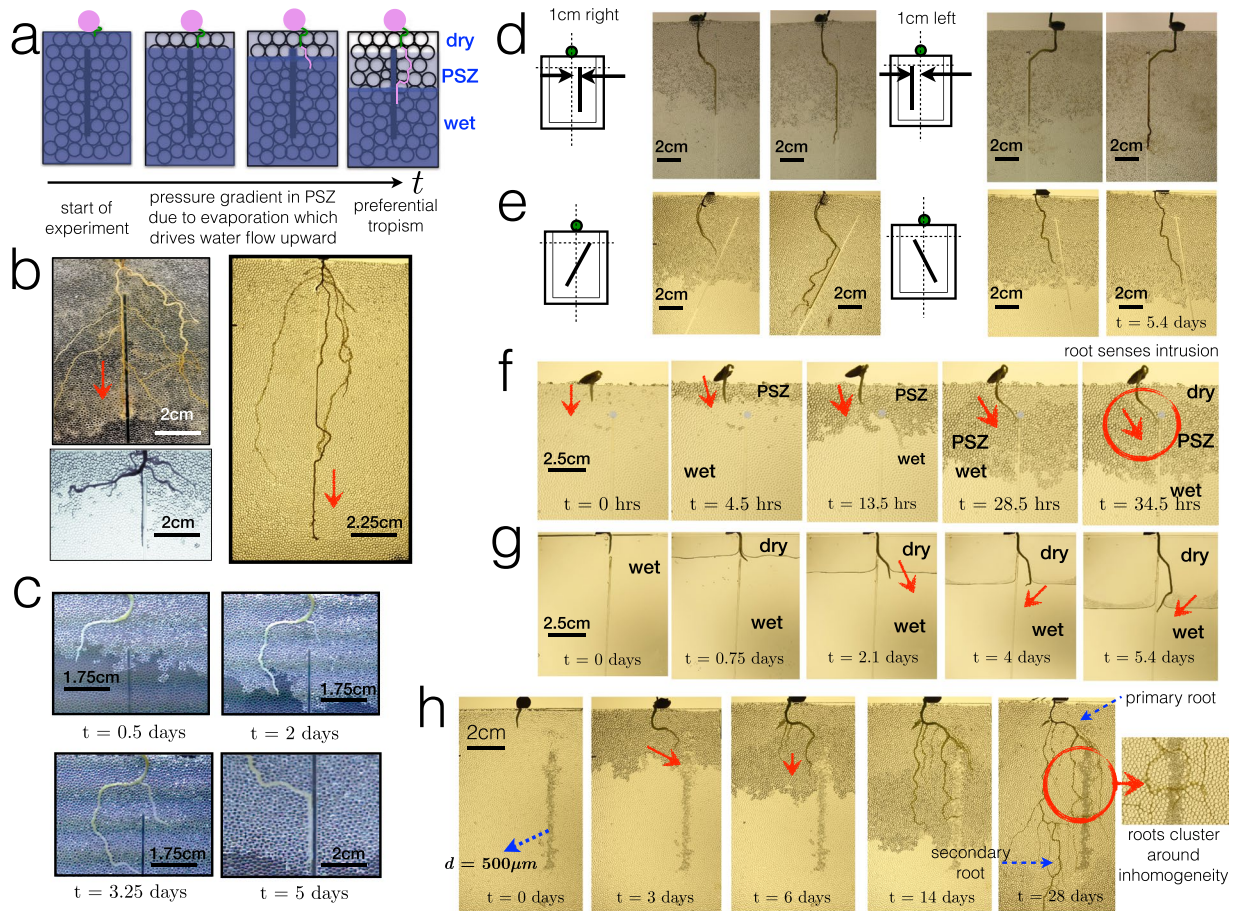 a
dry
PSZ
wet
t
start of
experiment
pressure gradient in PSZ
due to evaporation which
drives water flow upward
preferential
tropism
b
2cm
2cm
2.25cm
c
1.75cm
t = 0.5 days
1.75cm
t = 2 days
1.75cm
t = 3.25 days
2cm
t = 5 days
d
1cm right
2cm
2cm
1cm left
2cm
2cm
e
2cm
2cm
2cm
2cm
t = 5.4 days
root senses intrusion
f
2.5cm
t = 0 hrs
PSZ
wet
t = 4.5 hrs
PSZ
wet
t = 13.5 hrs
PSZ
wet
t = 28.5 hrs
dry
PSZ
wet
t = 34.5 hrs
g
wet
2.5cm
t = 0 days
dry
wet
t = 0.75 days
dry
wet
t = 2.1 days
dry
wet
t = 4 days
dry
wet
t = 5.4 days
h
2cm
d = 500μm
t = 0 days
t = 3 days
t = 6 days
t = 14 days
primary root
secondary
root
t = 28 days
roots cluster
around
inhomogeneity